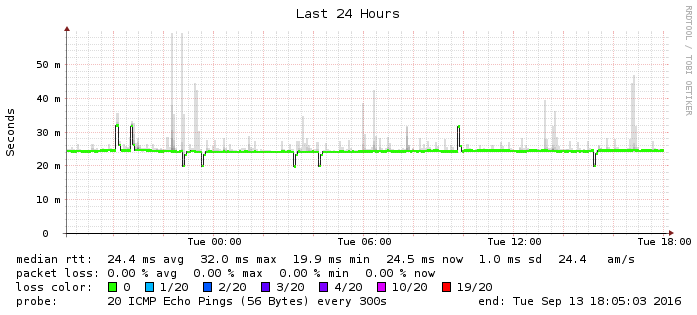 Last 24 Hours
RRDTOOL / TOBI OETIKER
Seconds
50 m
40 m
30 m
20 m
10 m
0
Tue 00:00 Tue 06:00 Tue 12:00 Tue 18:00
median rtt: 24.4 ms avg 32.0 ms max 19.9 ms min 24.5 ms now 1.0 ms sd 24.4 am/s
packet loss: 0.00 % avg 0.00 % max 0.00 % min 0.00 % now
loss color: 0 1/20 2/20 3/20 4/20 10/20 19/20
probe: 20 ICMP Echo Pings (56 Bytes) every 300s end: Tue Sep 13 18:05:03 2016